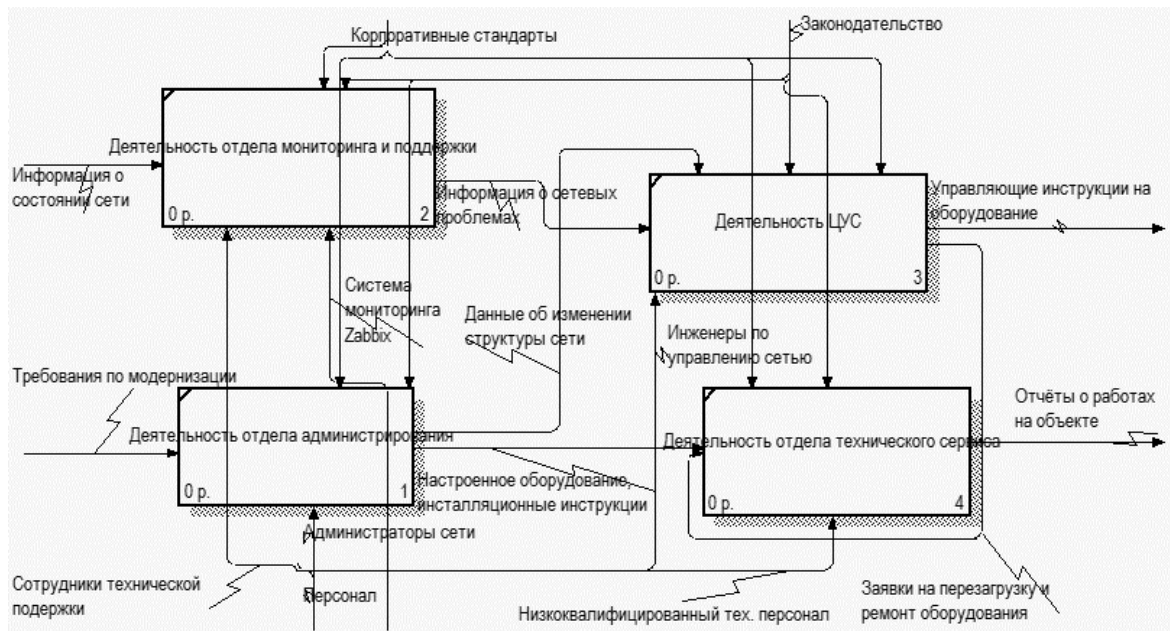 Корпоративные стандарты
Законодательство
Деятельность отдела мониторинга и поддержки
Информация о
состоянии сети
0 р.
2
Информация о сетевых
проблемах
Деятельность ЦУС
0 р.
3
Управляющие инструкции на
оборудование
Система
мониторинга
Zabbix
Данные об изменении
структуры сети
Инженеры по
управлению сетью
Требования по модернизации
Деятельность отдела администрирования
0 р.
1
Настроенное оборудование,
инсталляционные инструкции
Деятельность отдела технического сервиса
0 р.
4
Отчёты о работах
на объекте
Администраторы сети
Сотрудники технической
подержки
Персонал
Низкоквалифицированный тех. персонал
Заявки на перезагрузку и
ремонт оборудования